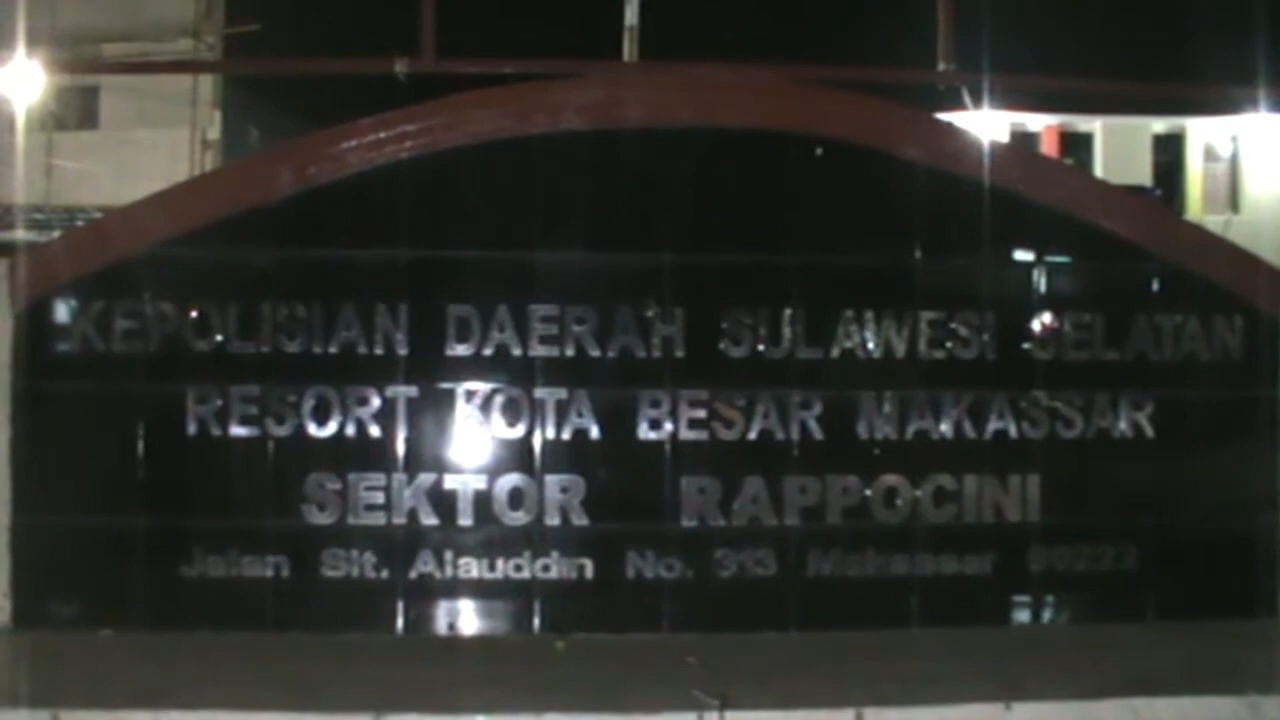 KEPOLISIAN DAERAH SULAWESI SELATAN
RESORT KOTA BESAR MAKASSAR
SEKTOR RAPPOCINI
Jalan Slt. Alauddin No. 313 Makassar